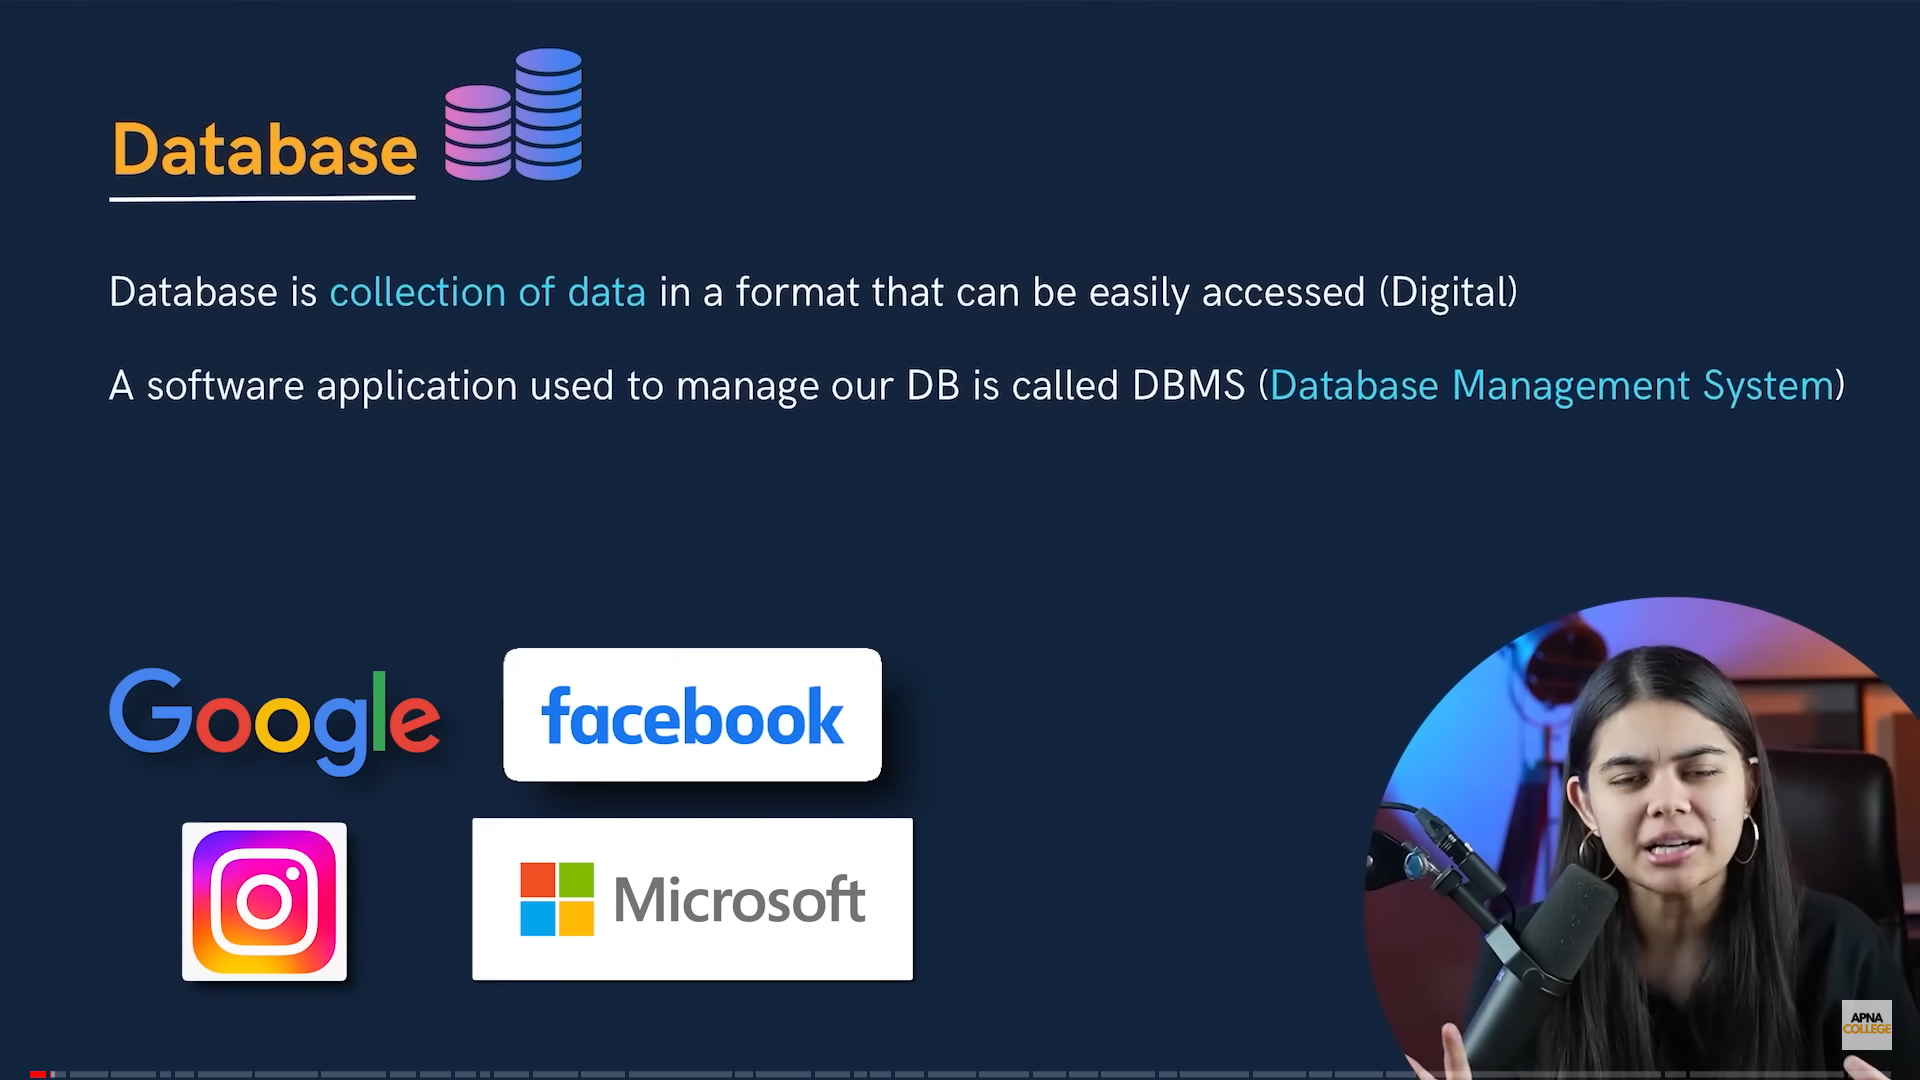 Database
Database is collection of data in a format that can be easily accessed (Digital)
A software application used to manage our DB is called DBMS (Database Management System)
Google
facebook
Microsoft
APNA
COLLEGE